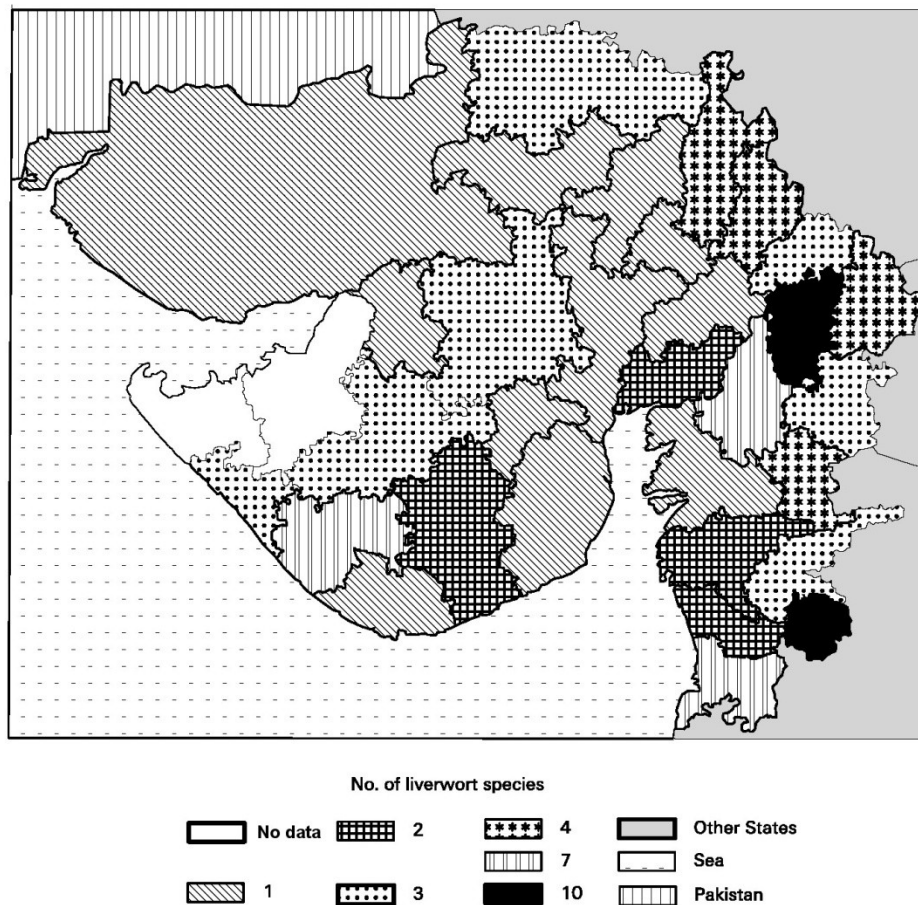 No. of liverwort species
No data 2 4 Other States
7 Sea
1 3 10 Pakistan